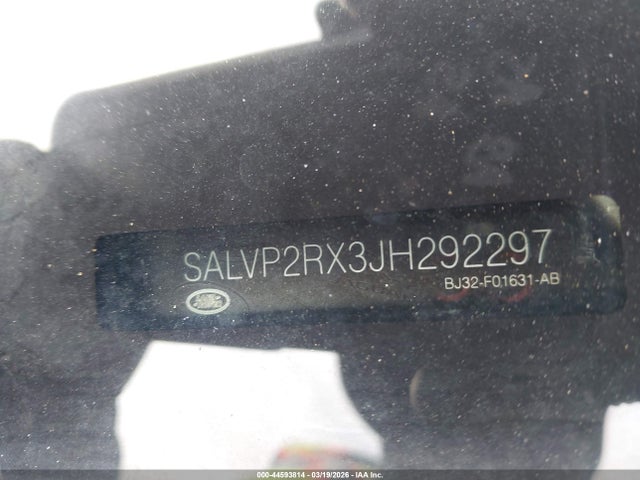 SALVP2RX3JH292297
BJ32-F01631-AB
000-44593814 | 03/19/2026 | IAA Inc.